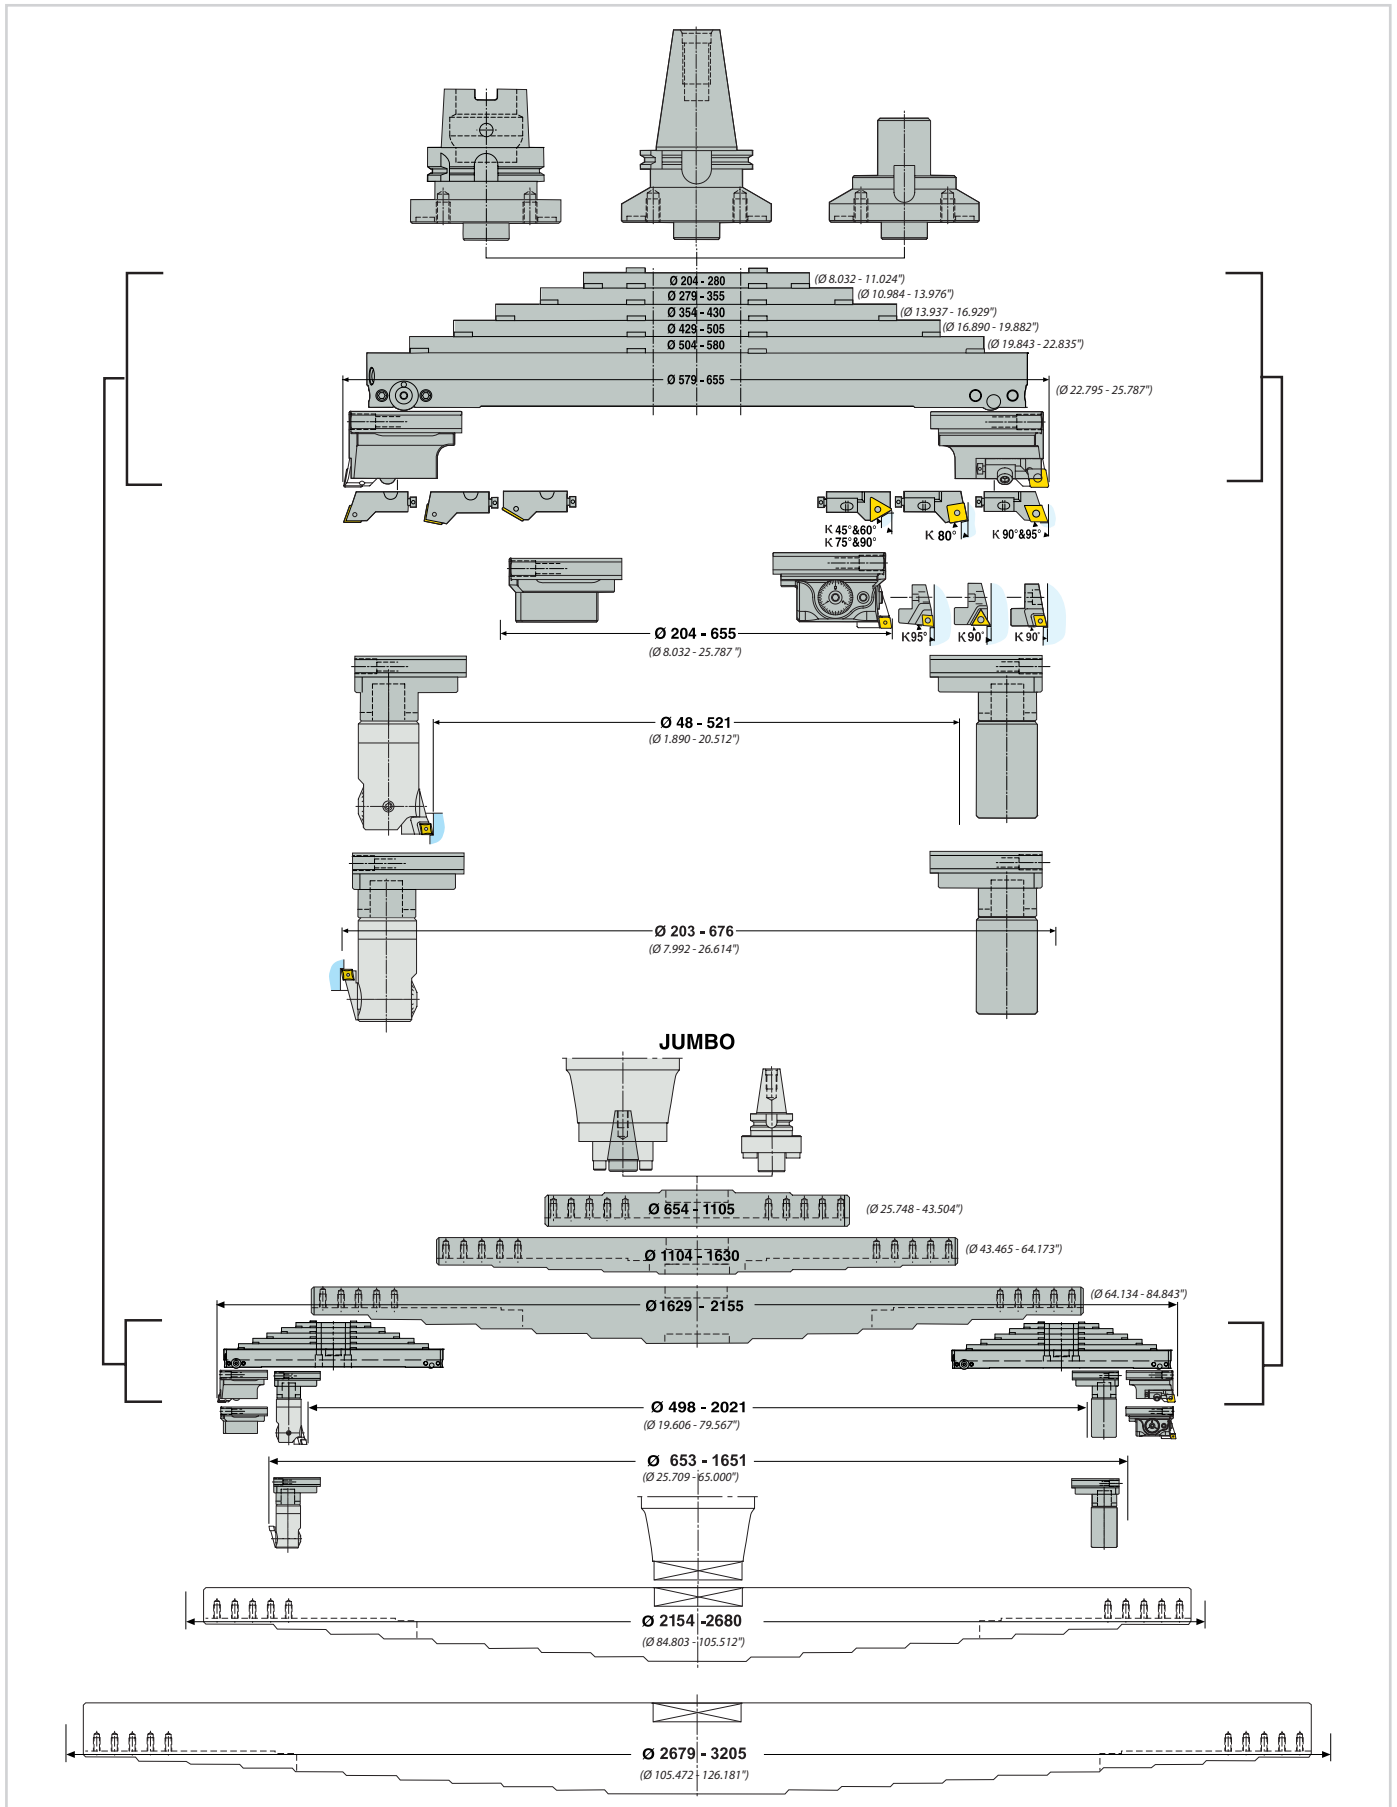 Ø 204 - 280 (Ø 8.032 - 11.024")
Ø 279 - 355 (Ø 10.984 - 13.976")
Ø 354 - 430 (Ø 13.937 - 16.929")
Ø 429 - 505 (Ø 16.890 - 19.882")
Ø 504 - 580 (Ø 19.843 - 22.835")
Ø 579 - 655 (Ø 22.795 - 25.787")
K 45°&60°
K 75°&90°
K 80°
K 90°&95°
Ø 204 - 655
(Ø 8.032 - 25.787 ")
K95°
K 90°
K 90°
Ø 48 - 521
(Ø 1.890 - 20.512")
Ø 203 - 676
(Ø 7.992 - 26.614")
JUMBO
Ø 654 - 1105 (Ø 25.748 - 43.504")
Ø 1104 - 1630 (Ø 43.465 - 64.173")
Ø 1629 - 2155 (Ø 64.134 - 84.843")
Ø 498 - 2021
(Ø 19.606 - 79.567")
Ø 653 - 1651
(Ø 25.709 - 65.000")
Ø 2154 -2680
(Ø 84.803 - 105.512")
Ø 2679 - 3205
(Ø 105.472 - 126.181")